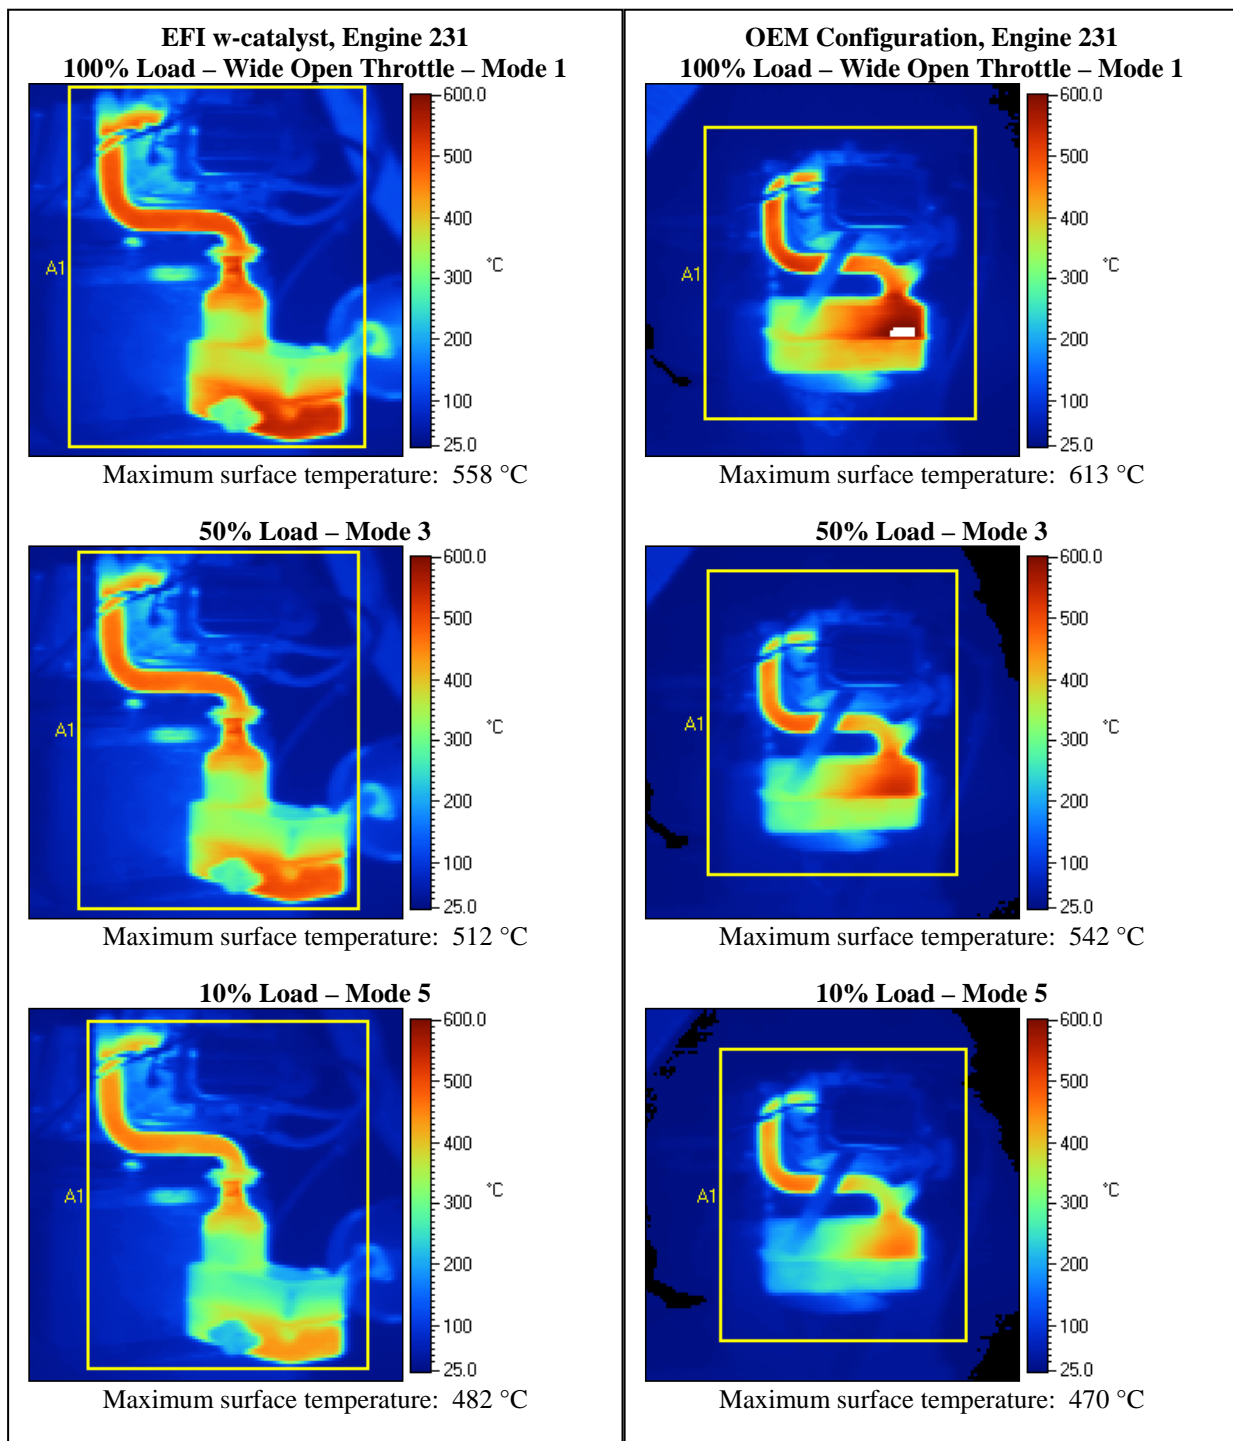 EFI w-catalyst, Engine 231
100% Load – Wide Open Throttle – Mode 1
A1
600.0
500
400
°C
300
200
100
25.0
Maximum surface temperature: 558 °C
50% Load – Mode 3
A1
600.0
500
400
°C
300
200
100
25.0
Maximum surface temperature: 512 °C
10% Load – Mode 5
A1
600.0
500
400
°C
300
200
100
25.0
Maximum surface temperature: 482 °C
OEM Configuration, Engine 231
100% Load – Wide Open Throttle – Mode 1
A1
600.0
500
400
°C
300
200
100
25.0
Maximum surface temperature: 613 °C
50% Load – Mode 3
A1
600.0
500
400
°C
300
200
100
25.0
Maximum surface temperature: 542 °C
10% Load – Mode 5
A1
600.0
500
400
°C
300
200
100
25.0
Maximum surface temperature: 470 °C